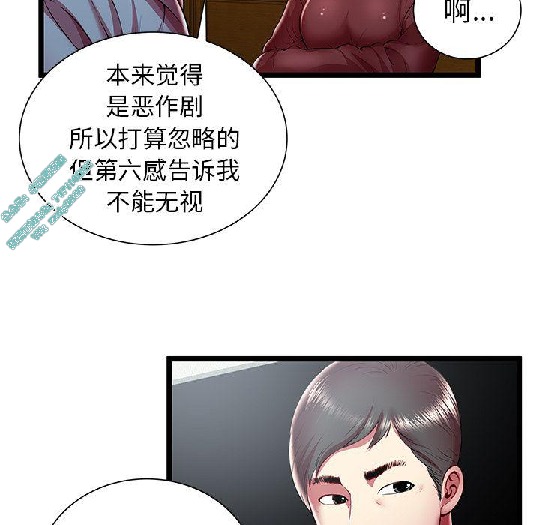 啊...
本来觉得
是恶作剧
所以打算忽略的
但第六感告诉我
不能无视